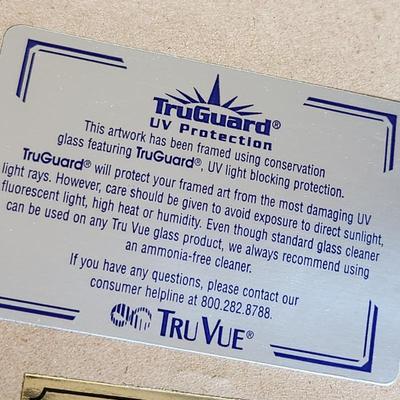 TruGuard®
UV Protection
This artwork has been framed using conservation
glass featuring TruGuard®, UV light blocking protection.
TruGuard® will protect your framed art from the most damaging UV
light rays. However, care should be given to avoid exposure to direct sunlight,
fluorescent light, high heat or humidity. Even though standard glass cleaner
can be used on any Tru Vue glass product, we always recommend using
an ammonia-free cleaner.
If you have any questions, please contact our
consumer helpline at 800.282.8788.
TRU VUE®